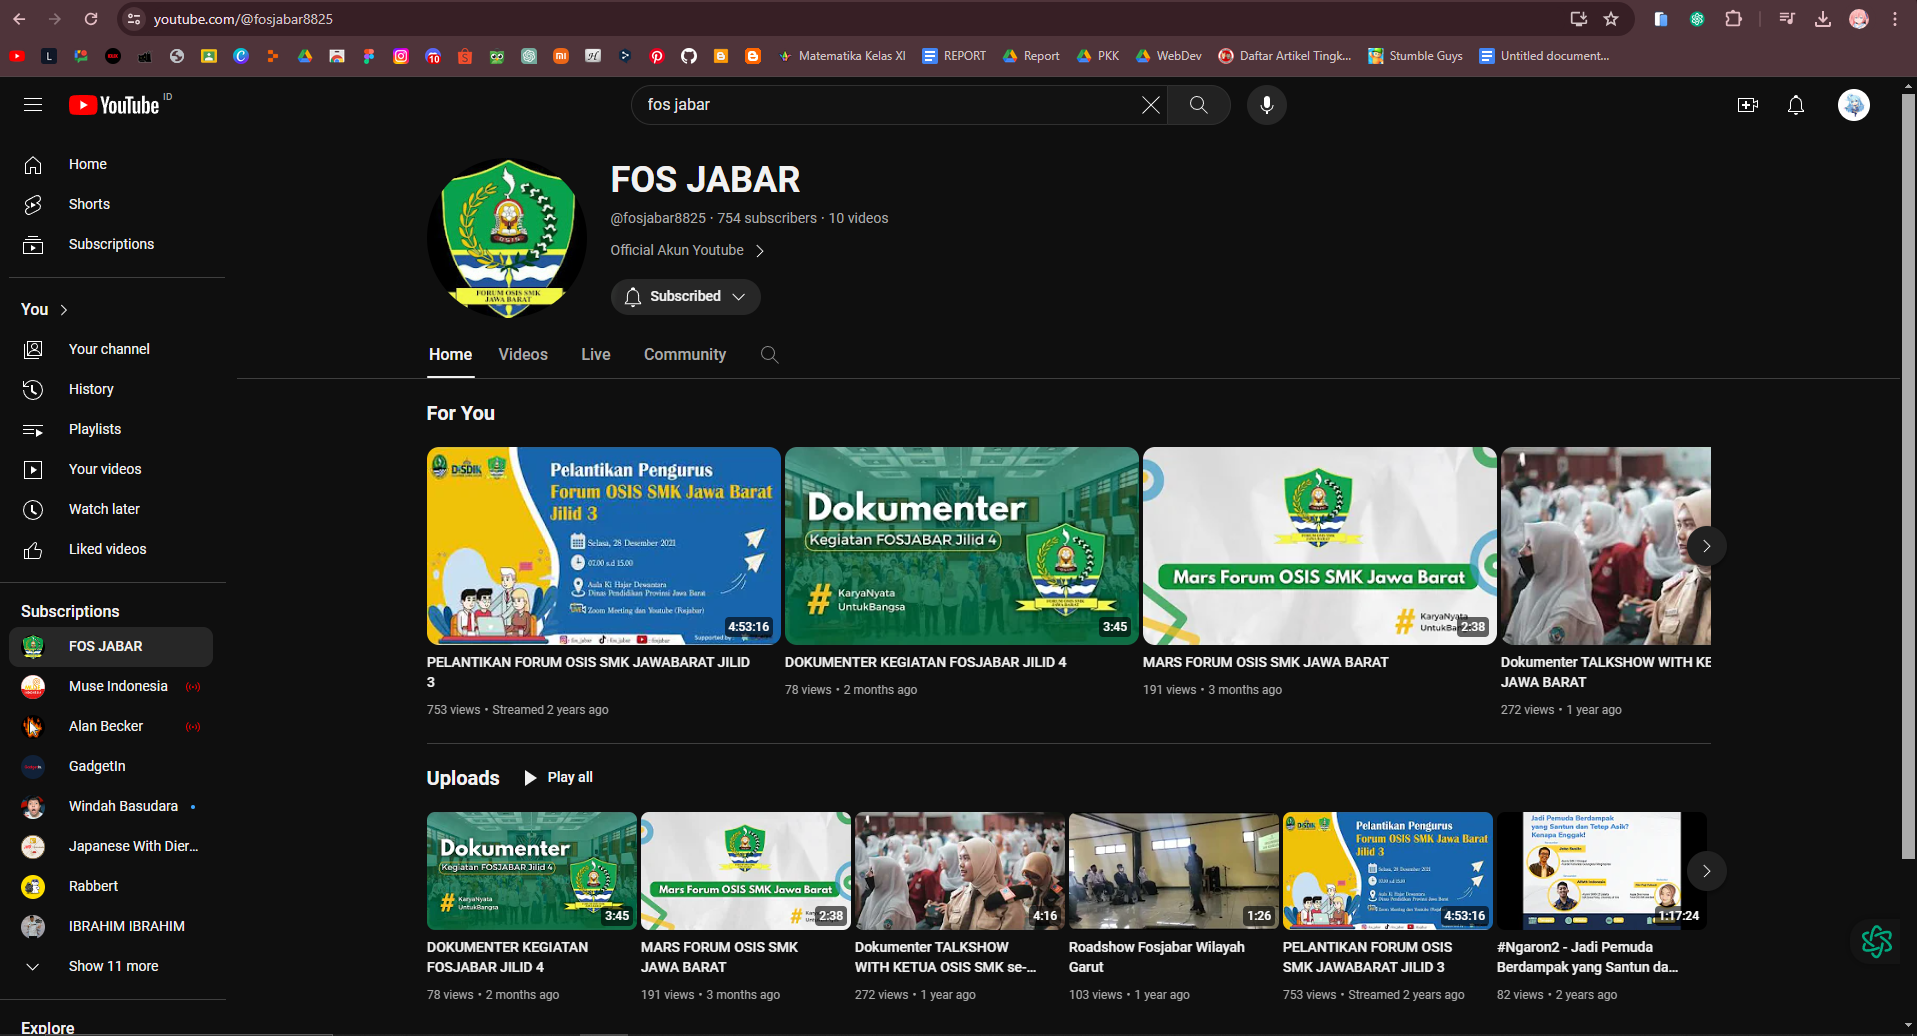 youtube.com/@fosjabar8825
Matematika Kelas XI
REPORT
Report
PKK
WebDev
Daftar Artikel Tingk...
Stumble Guys
Untitled document...
YouTube ID
fos jabar
Home
Shorts
Subscriptions
You
Your channel
History
Playlists
Your videos
Watch later
Liked videos
Subscriptions
FOS JABAR
Muse Indonesia
Alan Becker
GadgetIn
Windah Basudara
Japanese With Dier...
Rabbert
IBRAHIM IBRAHIM
Show 11 more
Explore
OSIS
FORUM OSIS SMK
JAWA BARAT
FOS JABAR
@fosjabar8825 · 754 subscribers · 10 videos
Official Akun Youtube
Subscribed
Home
Videos
Live
Community
For You
DISDIK
Pelantikan Pengurus
Forum OSIS SMK Jawa Barat
Jilid 3
Selasa, 28 Desember 2021
07.00 s.d 15.00
Aula Ki Hajar Dewantara
Dinas Pendidikan Provinsi Jawa Barat
Zoom Meeting dan Youtube (Fosjabar)
4:53:16
PELANTIKAN FORUM OSIS SMK JAWABARAT JILID
3
753 views • Streamed 2 years ago
Dokumenter
Kegiatan FOSJABAR Jilid 4
# KaryaNyata
UntukBangsa
3:45
DOKUMENTER KEGIATAN FOSJABAR JILID 4
78 views • 2 months ago
Mars Forum OSIS SMK Jawa Barat
# KaryaNyata
2:38
MARS FORUM OSIS SMK JAWA BARAT
191 views • 3 months ago
Dokumenter TALKSHOW WITH KE
JAWA BARAT
272 views • 1 year ago
Uploads
Play all
Dokumenter
Kegiatan FOSJABAR Jilid 4
# KaryaNyata
UntukBangsa
3:45
DOKUMENTER KEGIATAN
FOSJABAR JILID 4
78 views • 2 months ago
Mars Forum OSIS SMK Jawa Barat
2:38
MARS FORUM OSIS SMK
JAWA BARAT
191 views • 3 months ago
4:16
Dokumenter TALKSHOW
WITH KETUA OSIS SMK se-...
272 views • 1 year ago
1:26
Roadshow Fosjabar Wilayah
Garut
103 views • 1 year ago
Pelantikan Pengurus
Forum OSIS SMK Jawa Barat
Jilid 3
Selasa, 28 Desember 2021
07.00 s.d 15.00
4:53:16
PELANTIKAN FORUM OSIS
SMK JAWABARAT JILID 3
753 views • Streamed 2 years ago
Jadi Pemuda Berdampak
yang Santun dan Tetep Asik?
Kenapa Enggak!
1:17:24
#Ngaron2 - Jadi Pemuda
Berdampak yang Santun da...
82 views • 2 years ago